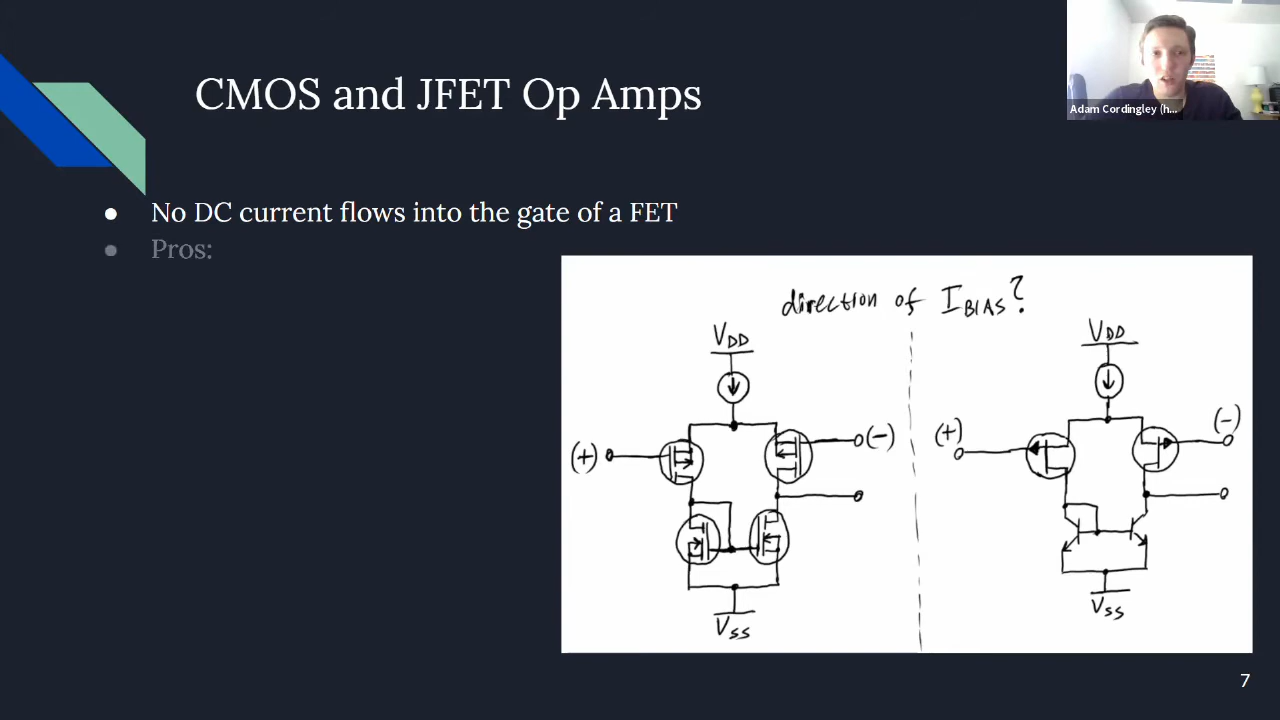 CMOS and JFET Op Amps
Adam Cordingley (h...
● No DC current flows into the gate of a FET
● Pros:
direction of IBIAS?
VDD
VDD
(+)
(-)
(+)
(-)
VSS
VSS
7